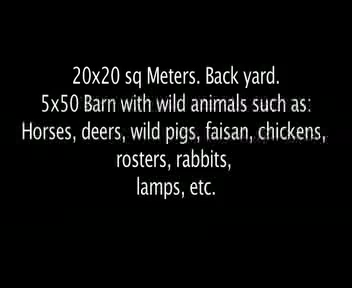 20x20 sq Meters. Back yard.
5x50 Barn with wild animals such as:
Horses, deers, wild pigs, faisan, chickens,
rosters, rabbits,
lamps, etc.